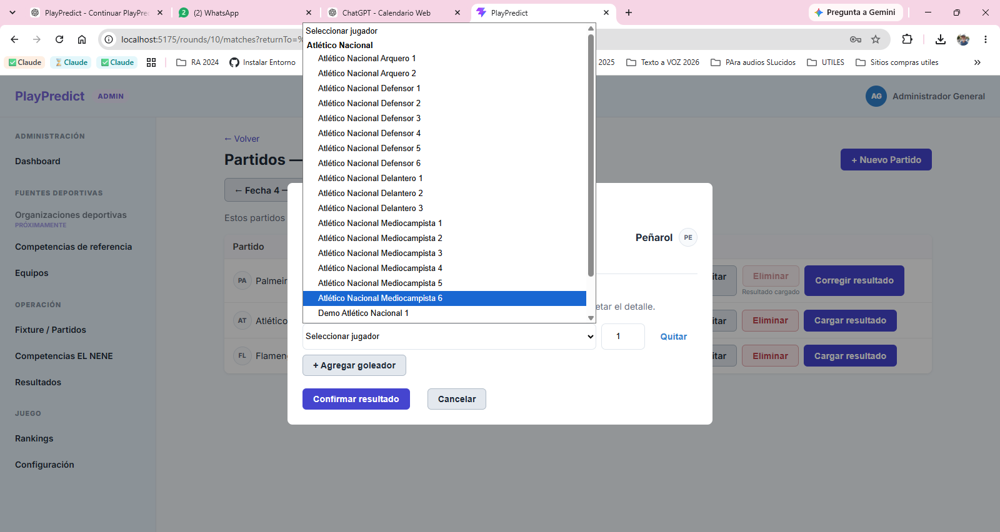 PlayPredict - Continuar PlayPred
2
(2) WhatsApp
ChatGPT - Calendario Web
PlayPredict
Pregunta a Gemini
localhost:5175/rounds/10/matches?returnTo=%
Claude
Claude
Claude
RA 2024
Instalar Entorno
2025
Texto a VOZ 2026
PAra audios SLucidos
UTILES
Sitios compras utiles
PlayPredict
ADMIN
AG
Administrador General
ADMINISTRACIÓN
Dashboard
FUENTES DEPORTIVAS
Organizaciones deportivas
PRÓXIMAMENTE
Competencias de referencia
Equipos
OPERACIÓN
Fixture / Partidos
Competencias EL NENE
Resultados
JUEGO
Rankings
Configuración
← Volver
Partidos —
+ Nuevo Partido
← Fecha 4 –
Estos partidos
Partido
PA
Palmeir
AT
Atlético
FL
Flameng
itar
Eliminar
Resultado cargado
Corregir resultado
itar
Eliminar
Cargar resultado
itar
Eliminar
Cargar resultado
Peñarol
PE
etar el detalle.
Seleccionar jugador
Atlético Nacional
Atlético Nacional Arquero 1
Atlético Nacional Arquero 2
Atlético Nacional Defensor 1
Atlético Nacional Defensor 2
Atlético Nacional Defensor 3
Atlético Nacional Defensor 4
Atlético Nacional Defensor 5
Atlético Nacional Defensor 6
Atlético Nacional Delantero 1
Atlético Nacional Delantero 2
Atlético Nacional Delantero 3
Atlético Nacional Mediocampista 1
Atlético Nacional Mediocampista 2
Atlético Nacional Mediocampista 3
Atlético Nacional Mediocampista 4
Atlético Nacional Mediocampista 5
Atlético Nacional Mediocampista 6
Demo Atlético Nacional 1
Seleccionar jugador
1
Quitar
+ Agregar goleador
Confirmar resultado
Cancelar